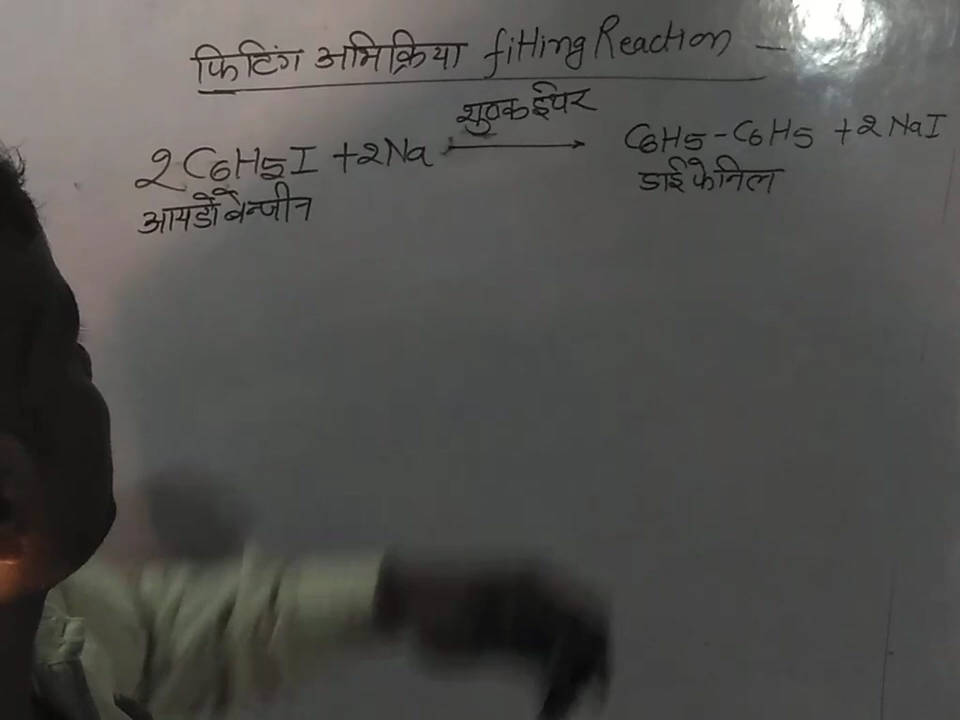 फिटिंग अभिक्रिया fitting Reaction –
शुष्क ईथर
2C6H5I + 2Na → C6H5-C6H5 + 2NaI
आयडोबेन्जीन डाईफेनिल